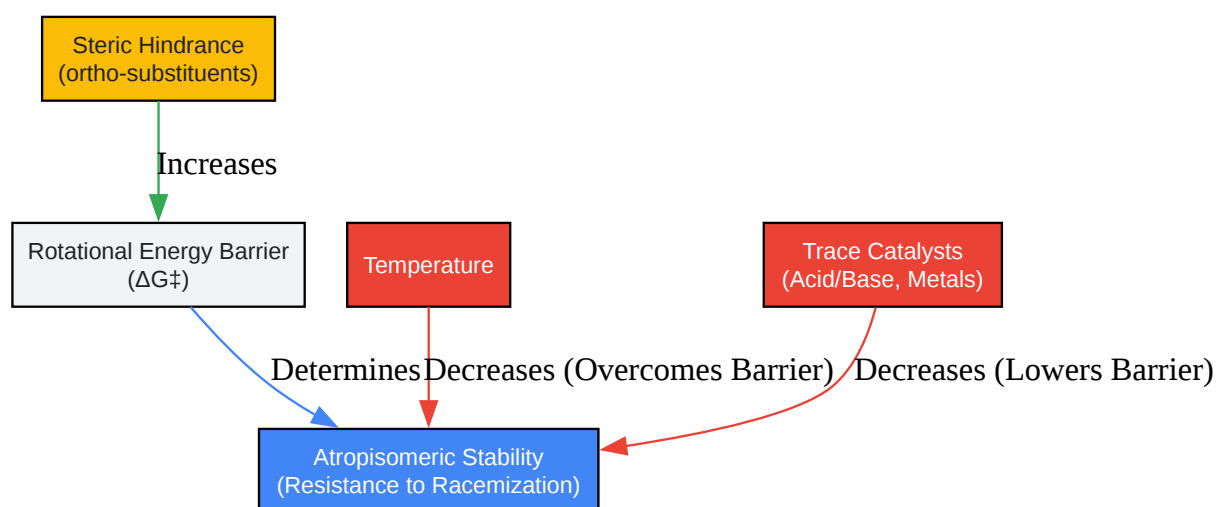 Steric Hindrance
(ortho-substituents)
Increases
Rotational Energy Barrier
(ΔG‡)
Temperature
Trace Catalysts
(Acid/Base, Metals)
Determines
Decreases (Overcomes Barrier)
Decreases (Lowers Barrier)
Atropisomeric Stability
(Resistance to Racemization)